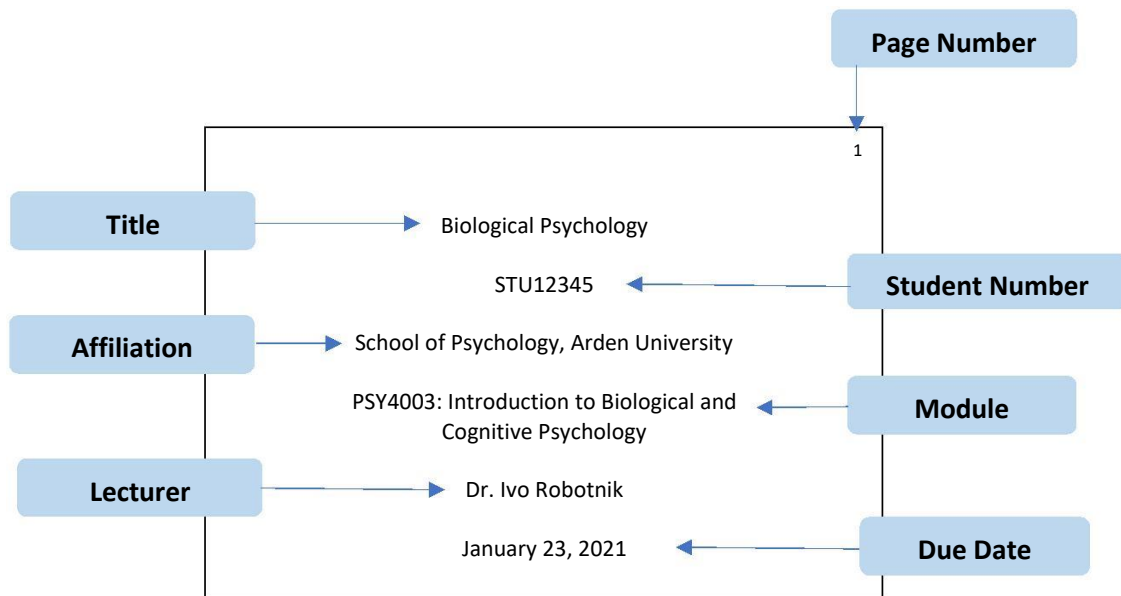 Page Number
1
Title
Biological Psychology
STU12345
Student Number
Affiliation
School of Psychology, Arden University
PSY4003: Introduction to Biological and
Cognitive Psychology
Module
Lecturer
Dr. Ivo Robotnik
January 23, 2021
Due Date